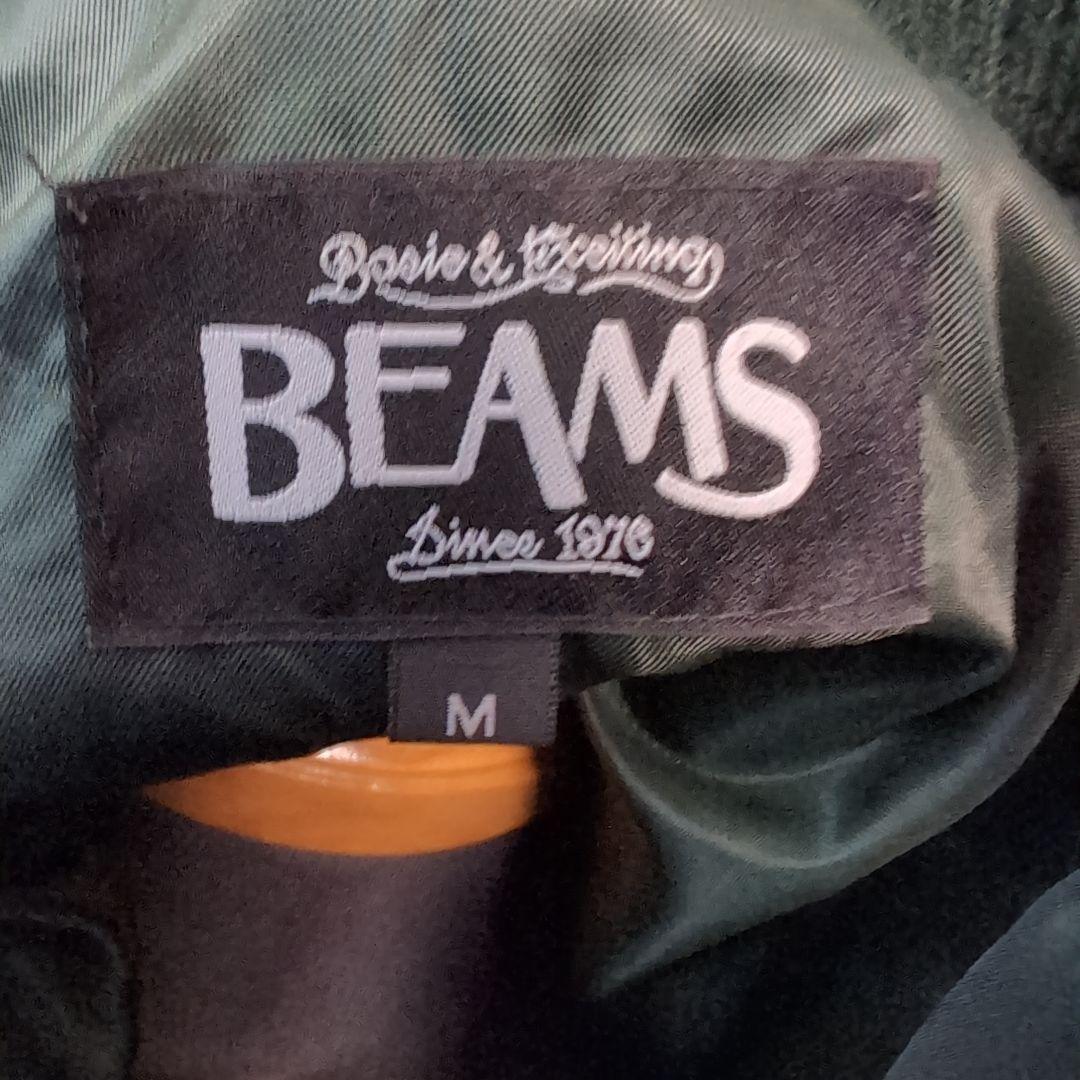 Basic & Exciting
BEAMS
Since 1976
M